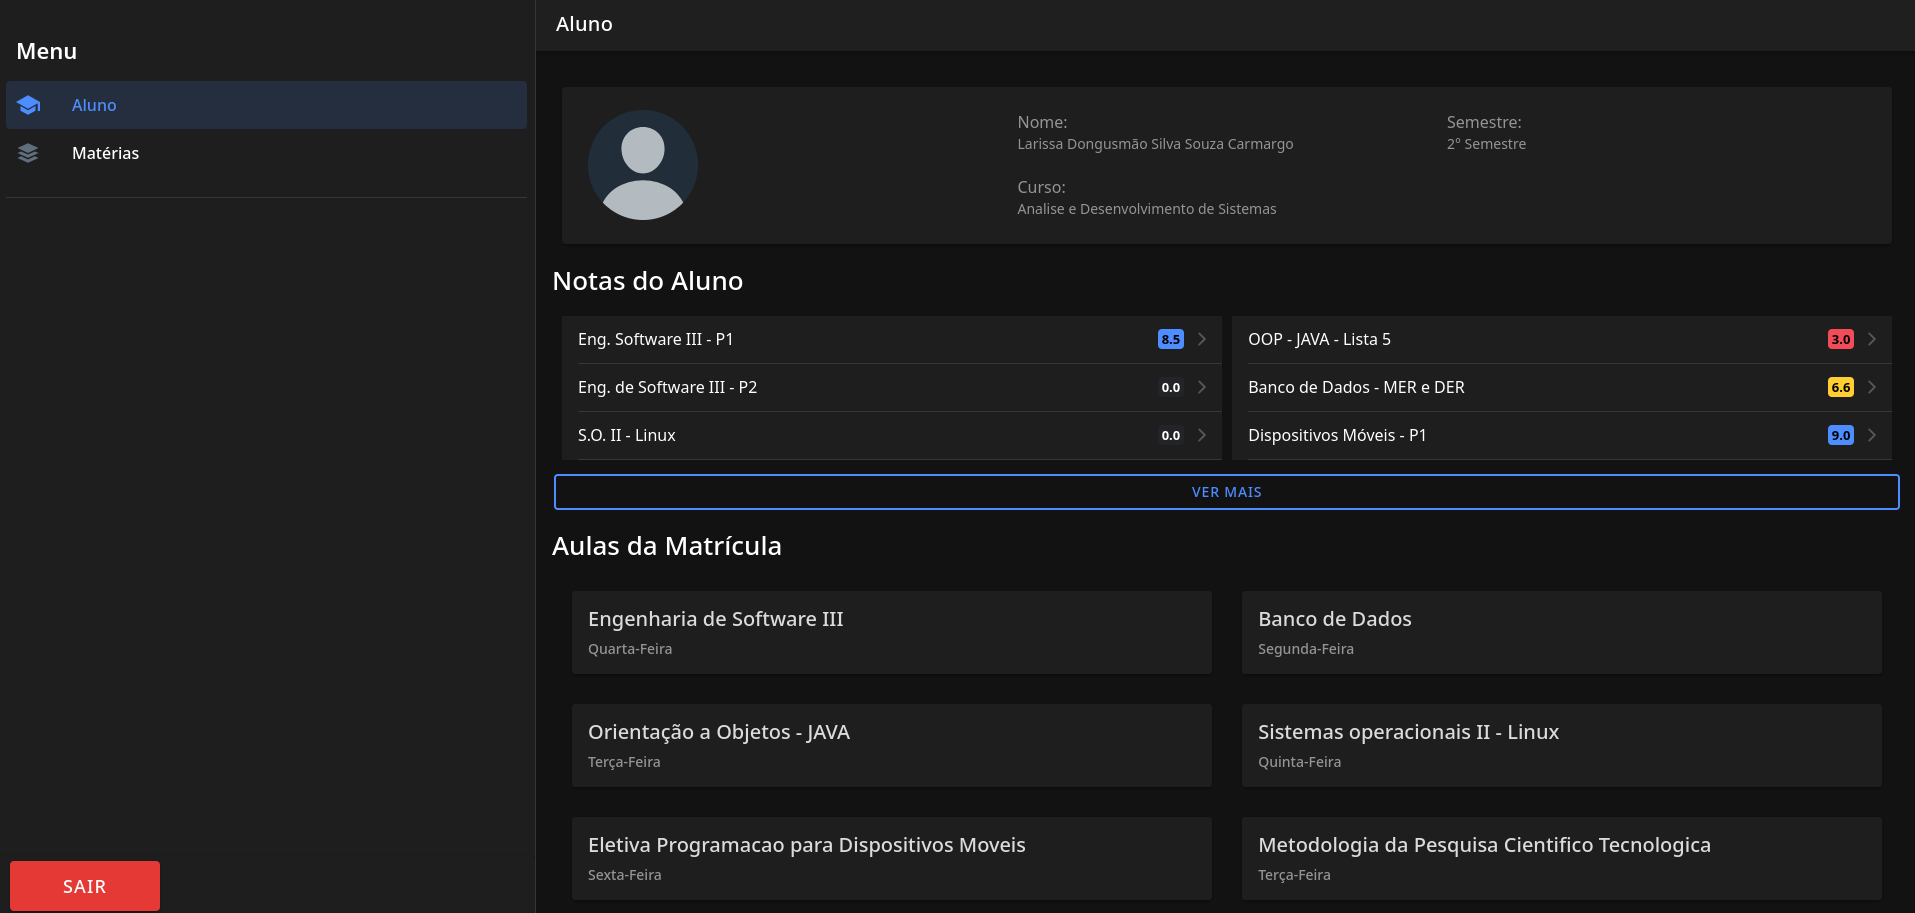 Menu
Aluno
Matérias
SAIR
Aluno
Nome:
Larissa Dongusmão Silva Souza Carmargo
Semestre:
2° Semestre
Curso:
Analise e Desenvolvimento de Sistemas
Notas do Aluno
Eng. Software III - P1 8.5
Eng. de Software III - P2 0.0
S.O. II - Linux 0.0
OOP - JAVA - Lista 5 3.0
Banco de Dados - MER e DER 6.6
Dispositivos Móveis - P1 9.0
VER MAIS
Aulas da Matrícula
Engenharia de Software III
Quarta-Feira
Banco de Dados
Segunda-Feira
Orientação a Objetos - JAVA
Terça-Feira
Sistemas operacionais II - Linux
Quinta-Feira
Eletiva Programacao para Dispositivos Moveis
Sexta-Feira
Metodologia da Pesquisa Cientifico Tecnologica
Terça-Feira